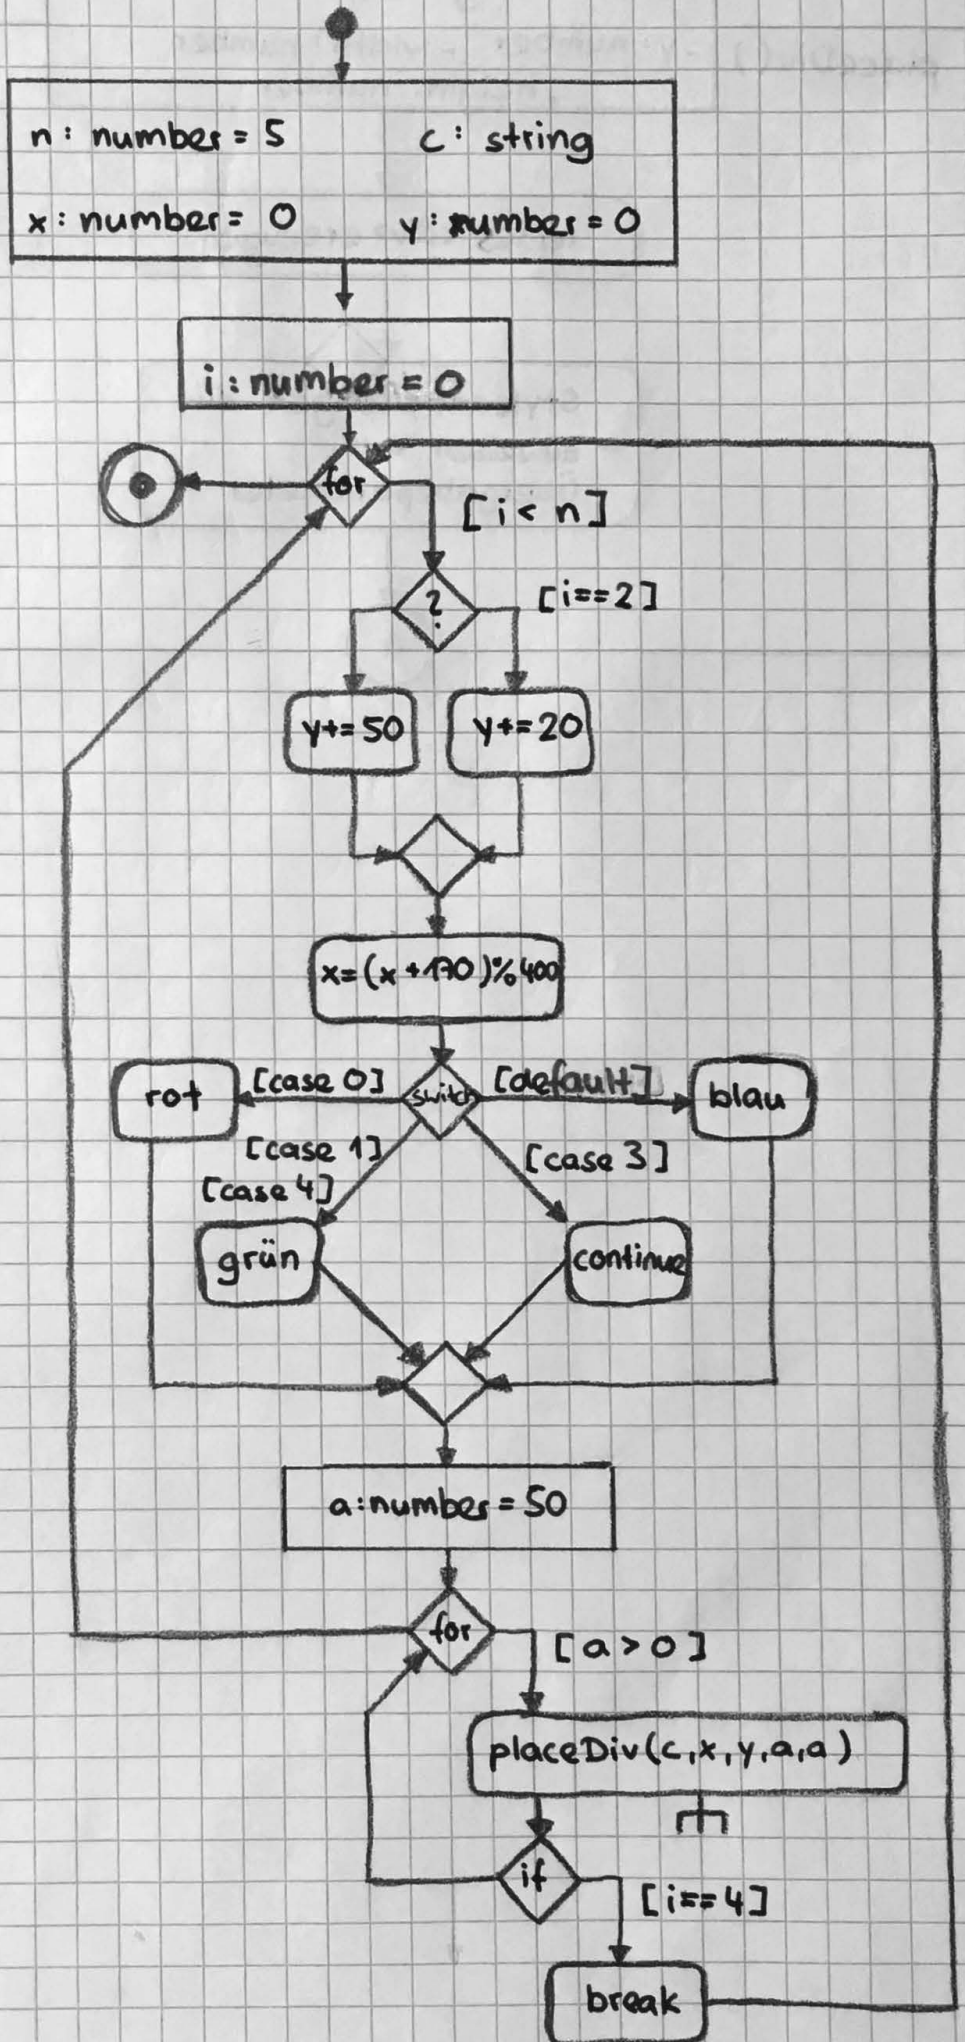 n: number = 5 c: string
x: number = 0 y: number = 0
i: number = 0
for
[i < n]
?
[i==2]
y+=50
y+=20
x=(x+170)%400
rot
[case 0]
switch
[default]
blau
[case 1]
[case 3]
[case 4]
grün
continue
a:number=50
for
[a>0]
placeDiv(c,x,y,a,a)
if
[i==4]
break